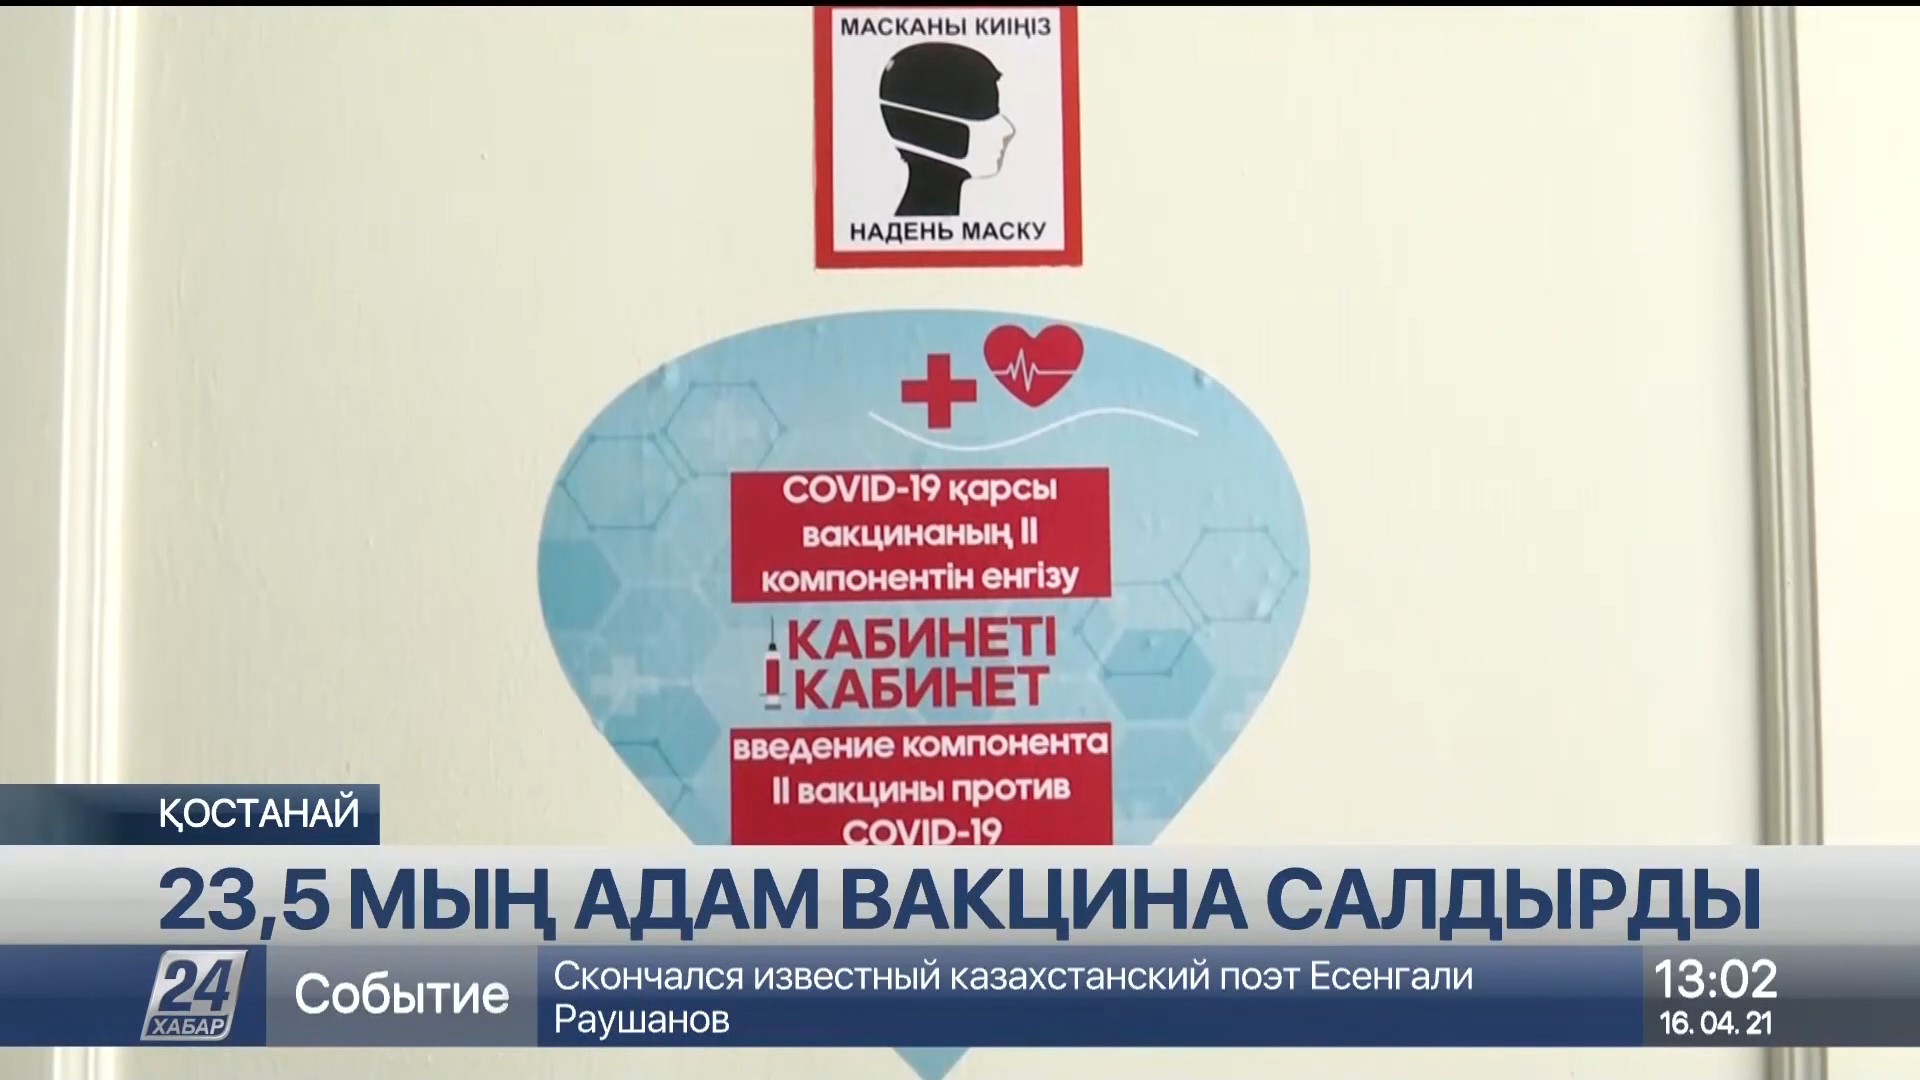 МАСКАНЫ КИІҢІЗ
НАДЕНЬ МАСКУ
COVID-19 қарсы
вакцинаның II
компонентін енгізу
КАБИНЕТІ
КАБИНЕТ
введение компонента
II вакцины против
COVID-19
ҚОСТАНАЙ
23,5 МЫҢ АДАМ ВАКЦИНА САЛДЫРДЫ
24
ХАБАР
Событие
Скончался известный казахстанский поэт Есенгали
Раушанов
13:02
16. 04. 21